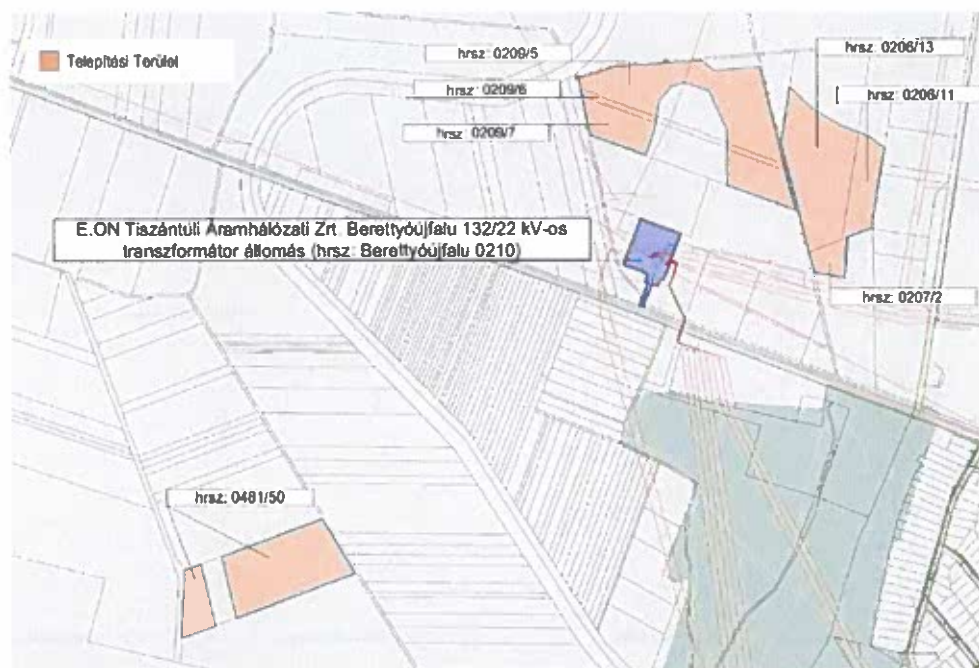 Telepítési Terület
hrsz: 0209/5
hrsz: 0206/13
hrsz: 0209/6
hrsz: 0206/11
hrsz: 0209/7
E.ON Tiszántúli Áramhálózati Zrt. Berettyóújfalu 132/22 kV-os
transzformátor állomás (hrsz: Berettyóújfalu 0210)
hrsz: 0207/2
hrsz: 0481/50